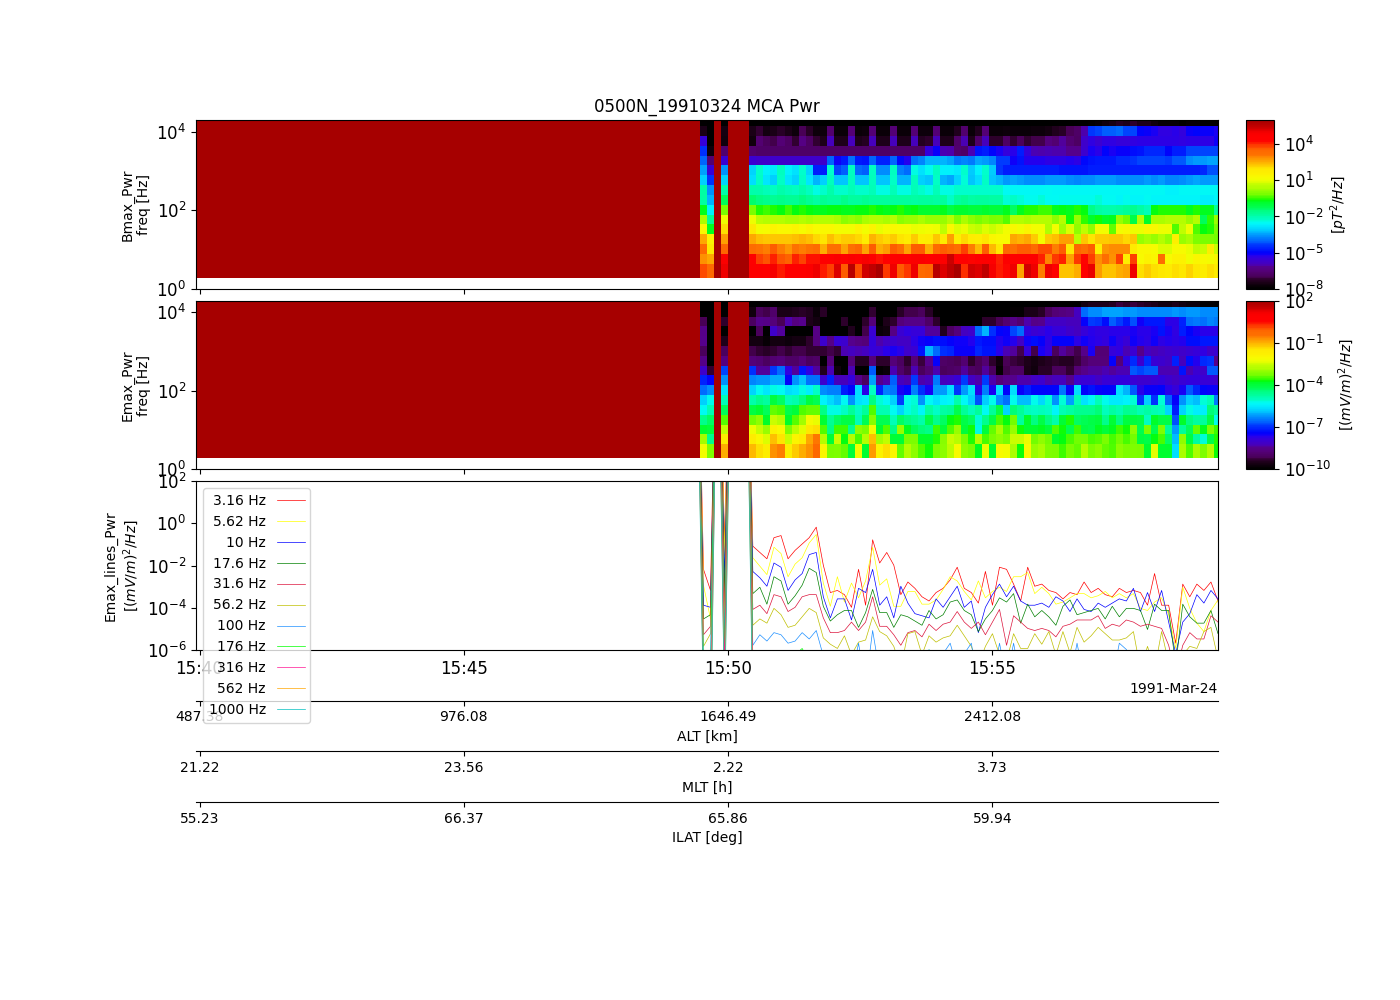 0500N_19910324 MCA Pwr
Bmax_Pwr
freq [Hz]
10^4
10^2
10^0
10^4
10^1
10^-2
10^-5
10^-8
[pT^2/Hz]
Emax_Pwr
freq [Hz]
10^4
10^2
10^0
10^2
10^-1
10^-4
10^-7
10^-10
[(mV/m)^2/Hz]
Emax_lines_Pwr
[(mV/m)^2/Hz]
10^2
10^0
10^-2
10^-4
10^-6
3.16 Hz
5.62 Hz
10 Hz
17.6 Hz
31.6 Hz
56.2 Hz
100 Hz
176 Hz
316 Hz
562 Hz
1000 Hz
15:40 15:45 15:50 15:55
1991-Mar-24
487.38 976.08 1646.49 2412.08
ALT [km]
21.22 23.56 2.22 3.73
MLT [h]
55.23 66.37 65.86 59.94
ILAT [deg]